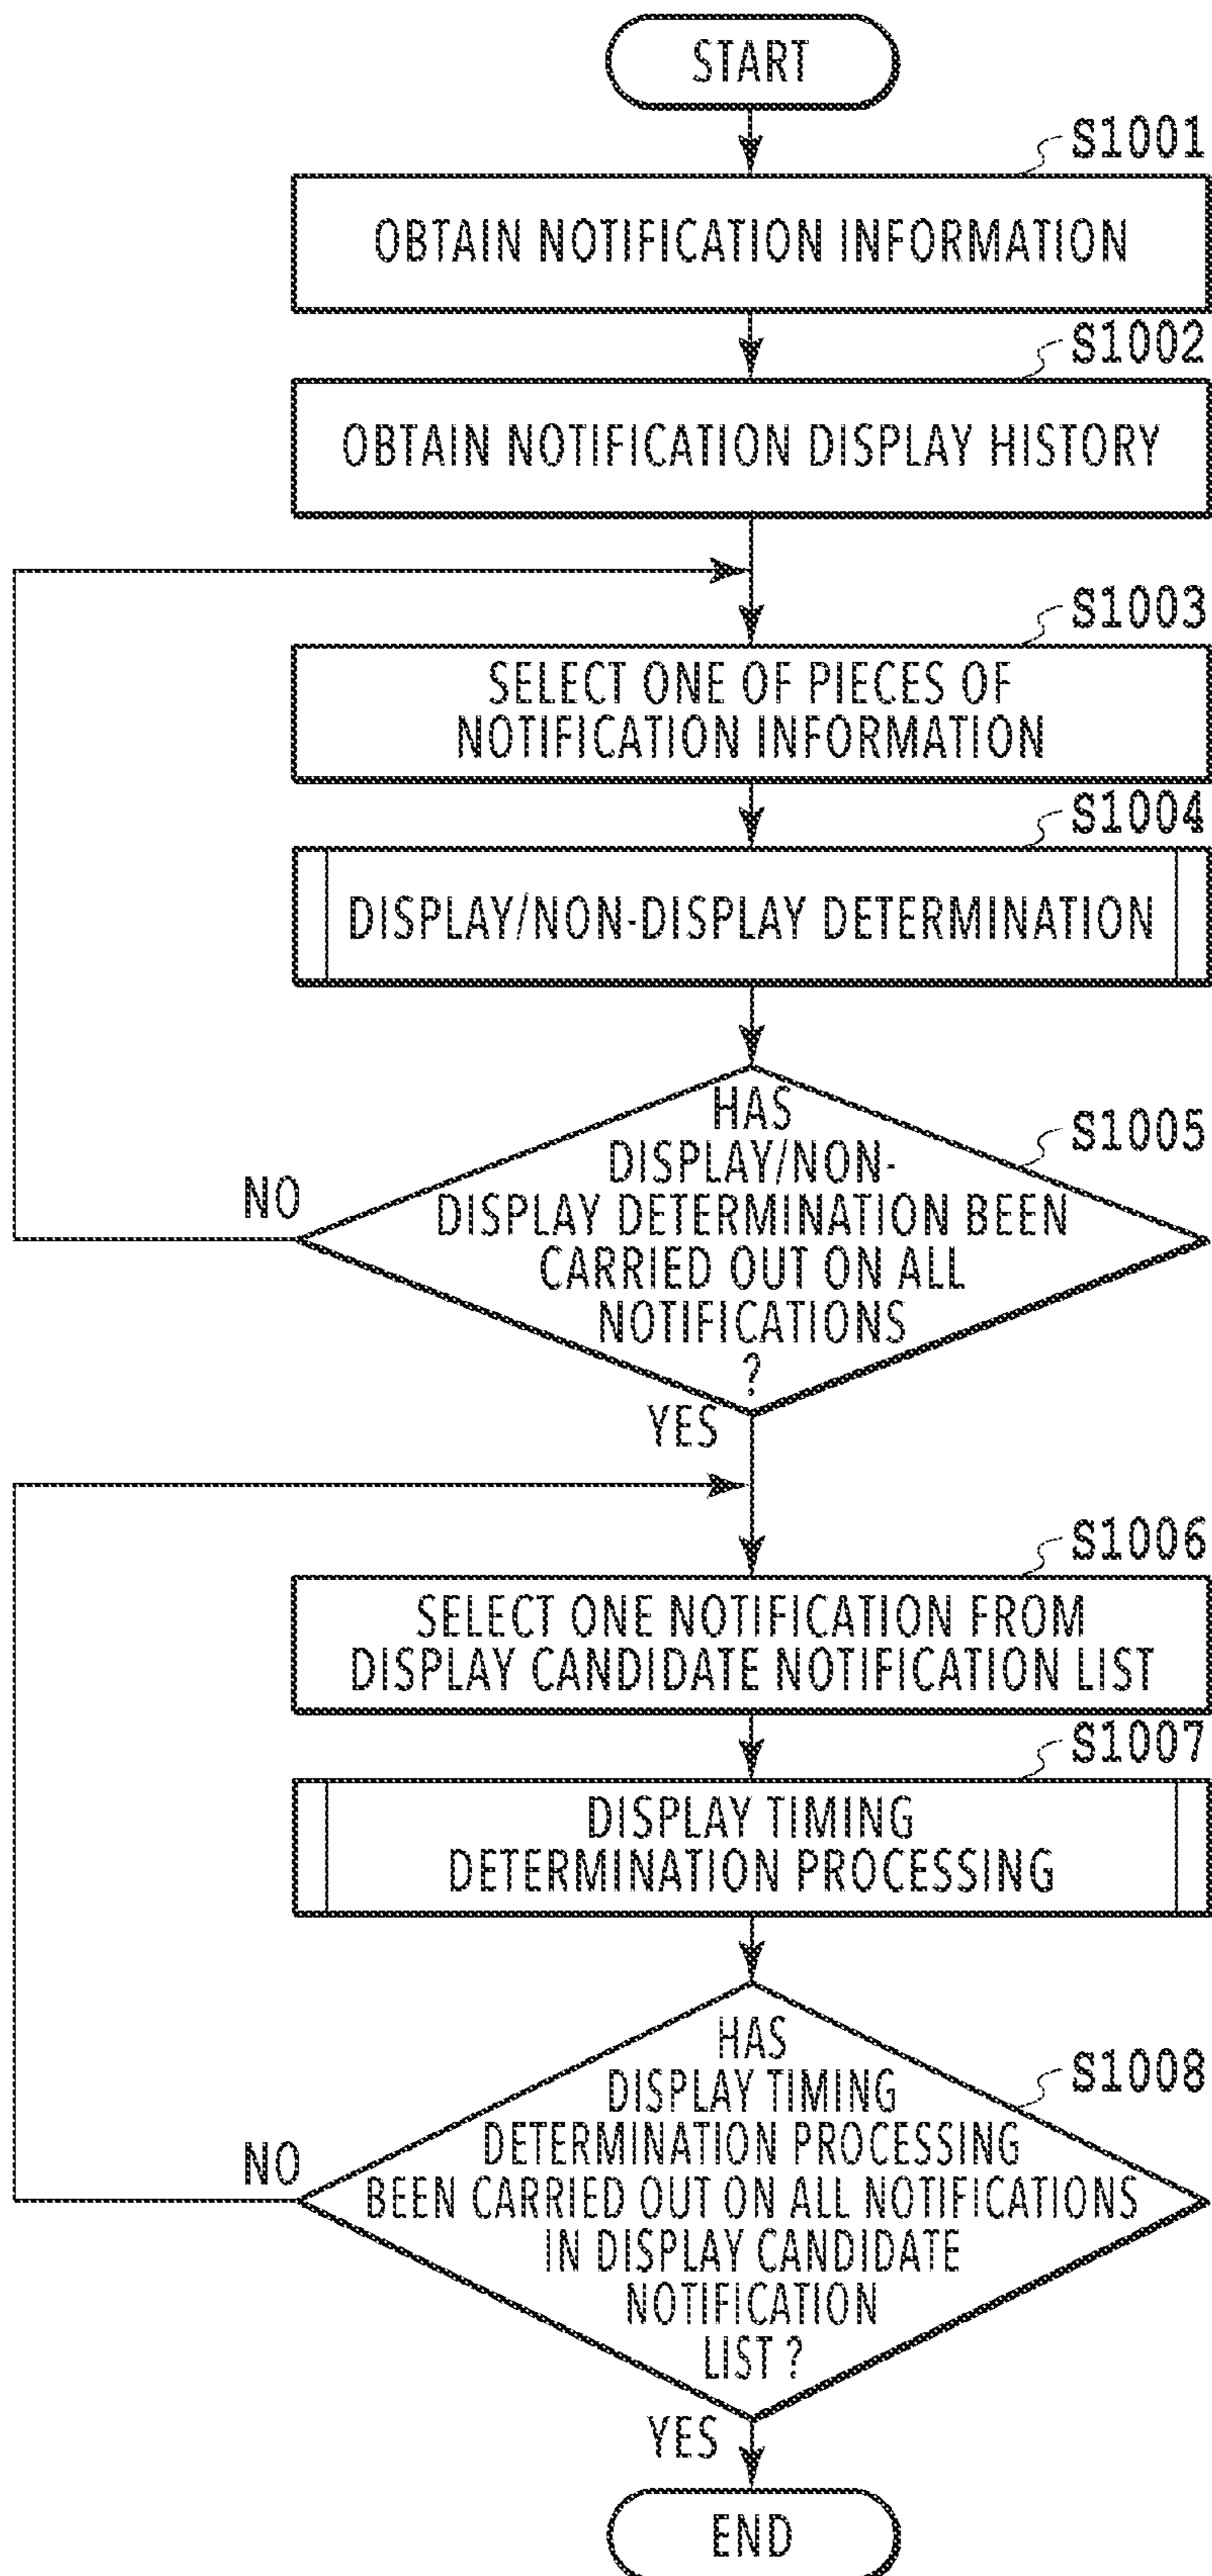 START
S1001
OBTAIN NOTIFICATION INFORMATION
S1002
OBTAIN NOTIFICATION DISPLAY HISTORY
S1003
SELECT ONE OF PIECES OF
NOTIFICATION INFORMATION
S1004
DISPLAY/NON-DISPLAY DETERMINATION
S1005
HAS
DISPLAY/NON-
DISPLAY DETERMINATION BEEN
CARRIED OUT ON ALL
NOTIFICATIONS
?
NO
YES
S1006
SELECT ONE NOTIFICATION FROM
DISPLAY CANDIDATE NOTIFICATION LIST
S1007
DISPLAY TIMING
DETERMINATION PROCESSING
S1008
HAS
DISPLAY TIMING
DETERMINATION PROCESSING
BEEN CARRIED OUT ON ALL NOTIFICATIONS
IN DISPLAY CANDIDATE
NOTIFICATION
LIST ?
NO
YES
END